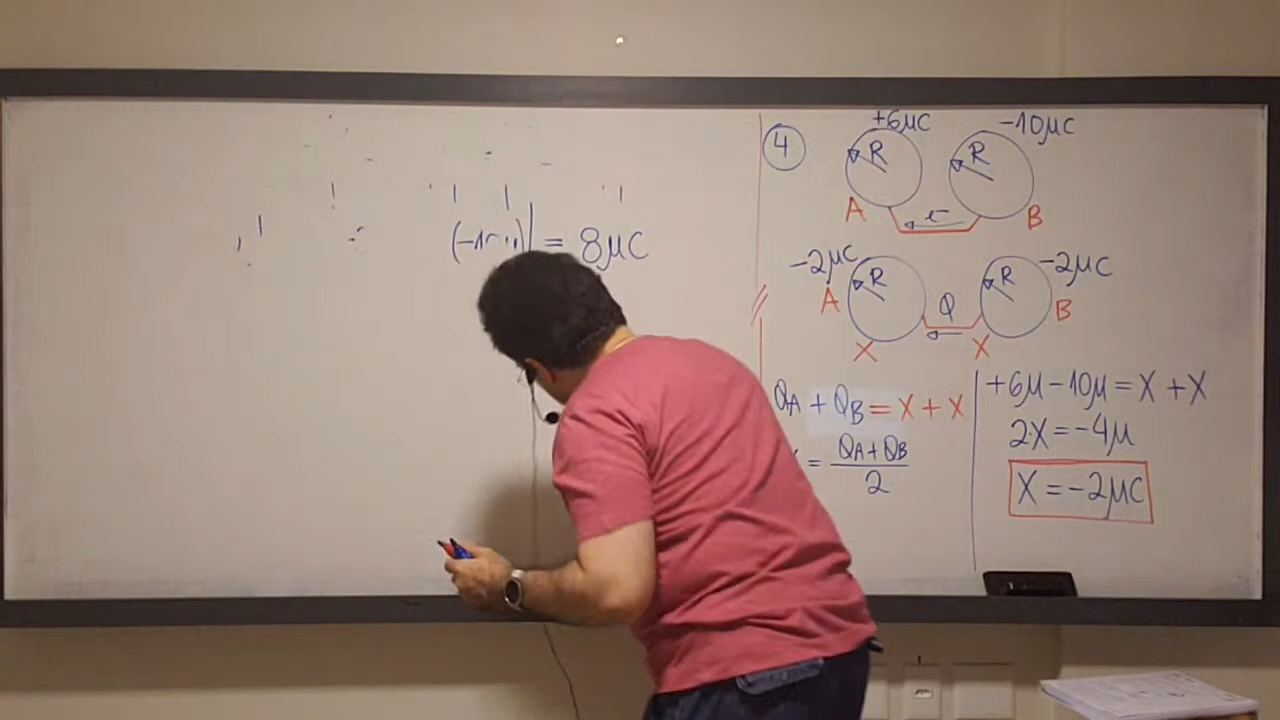 = 8μC
4
+6μC
-10μC
R
R
A
e⁻
B
-2μC
R
R
-2μC
A
Q
B
X
X
QA + QB = X + X
= QA+QB
2
+6μ - 10μ = X + X
2X = -4μ
X = -2μC